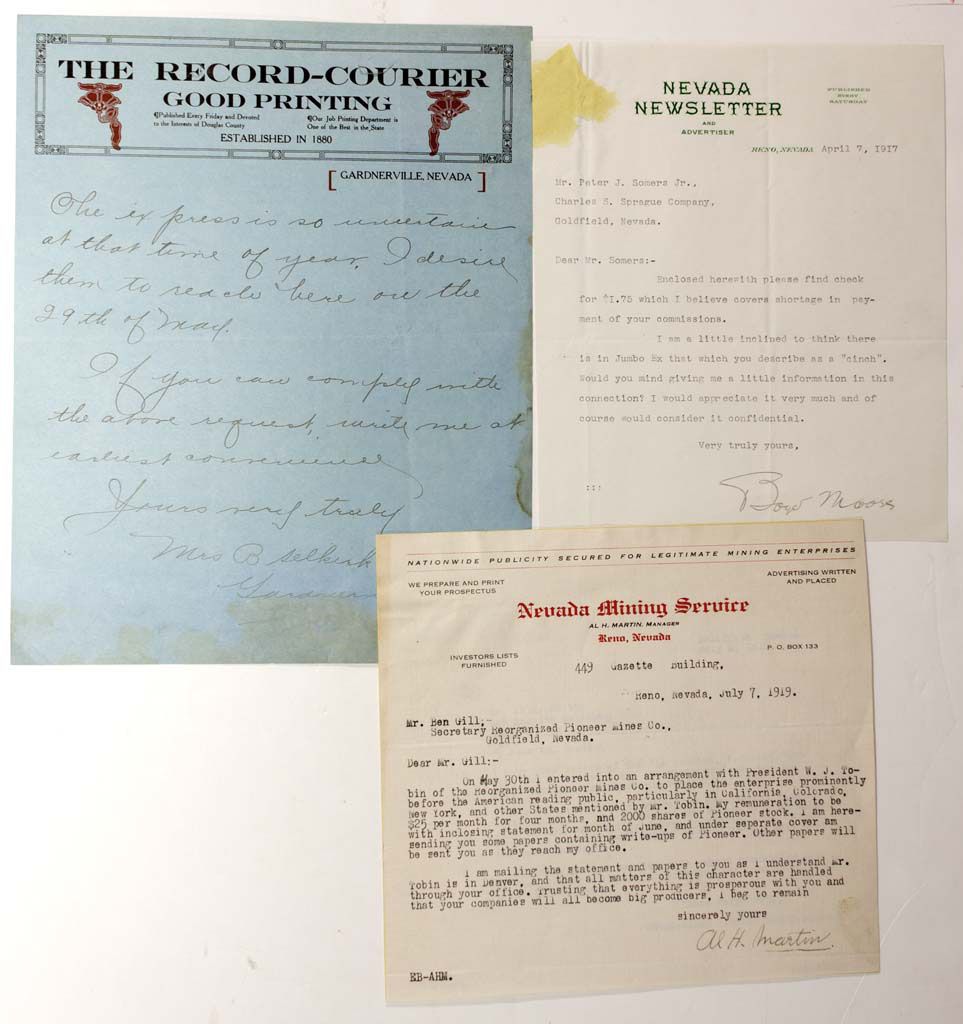 THE RECORD-COURIER
GOOD PRINTING
¶Published Every Friday and Devoted
to the Interests of Douglas County
¶Our Job Printing Department is
One of the Best in the State
ESTABLISHED IN 1880
[ GARDNERVILLE, NEVADA ]
The express is so uncertain
at that time of year, I desire
them to reach here on the
29th of May.
If you can comply with
the above request, write me at
earliest convenience
Yours very truly
Mrs B Selkirk
NEVADA
NEWSLETTER
AND
ADVERTISER
PUBLISHED
EVERY
SATURDAY
RENO, NEVADA April 7, 1917
Mr. Peter J. Somers Jr.,
Charles S. Sprague Company,
Goldfield, Nevada.
Dear Mr. Somers:-
Enclosed herewith please find check
for $1.75 which I believe covers shortage in pay-
ment of your commissions.
I am a little inclined to think there
is in Jumbo Ex that which you describe as a "cinch".
Would you mind giving me a little information in this
connection? I would appreciate it very much and of
course would consider it confidential.
Very truly yours,
:::
Boyd Moore
NATIONWIDE PUBLICITY SECURED FOR LEGITIMATE MINING ENTERPRISES
WE PREPARE AND PRINT
YOUR PROSPECTUS
ADVERTISING WRITTEN
AND PLACED
Nevada Mining Service
AL H. MARTIN, MANAGER
Reno, Nevada
P. O. BOX 133
INVESTORS LISTS
FURNISHED
449 Gazette Building,
Reno, Nevada, July 7, 1919.
Mr. Ben Gill,-
Secretary Reorganized Pioneer Mines Co.,
Goldfield, Nevada.
Dear Mr. Gill:-
On May 30th I entered into an arrangement with President W. J. To-
bin of the Reorganized Pioneer Mines Co. to place the enterprise prominently
before the American reading public, particularly in California, Colorado,
New York, and other States mentioned by Mr. Tobin. My remuneration to be
$25 per month for four months, and 2000 shares of Pioneer stock. I am here-
with inclosing statement for month of June, and under seperate cover am
sending you some papers containing write-ups of Pioneer. Other papers will
be sent you as they reach my office.
I am mailing the statement and papers to you as I understand Mr.
Tobin is in Denver, and that all matters of this character are handled
through your office. Trusting that everything is prosperous with you and
that your companies will all become big producers, I beg to remain
sincerely yours
Al H. Martin.
EB-AHM.